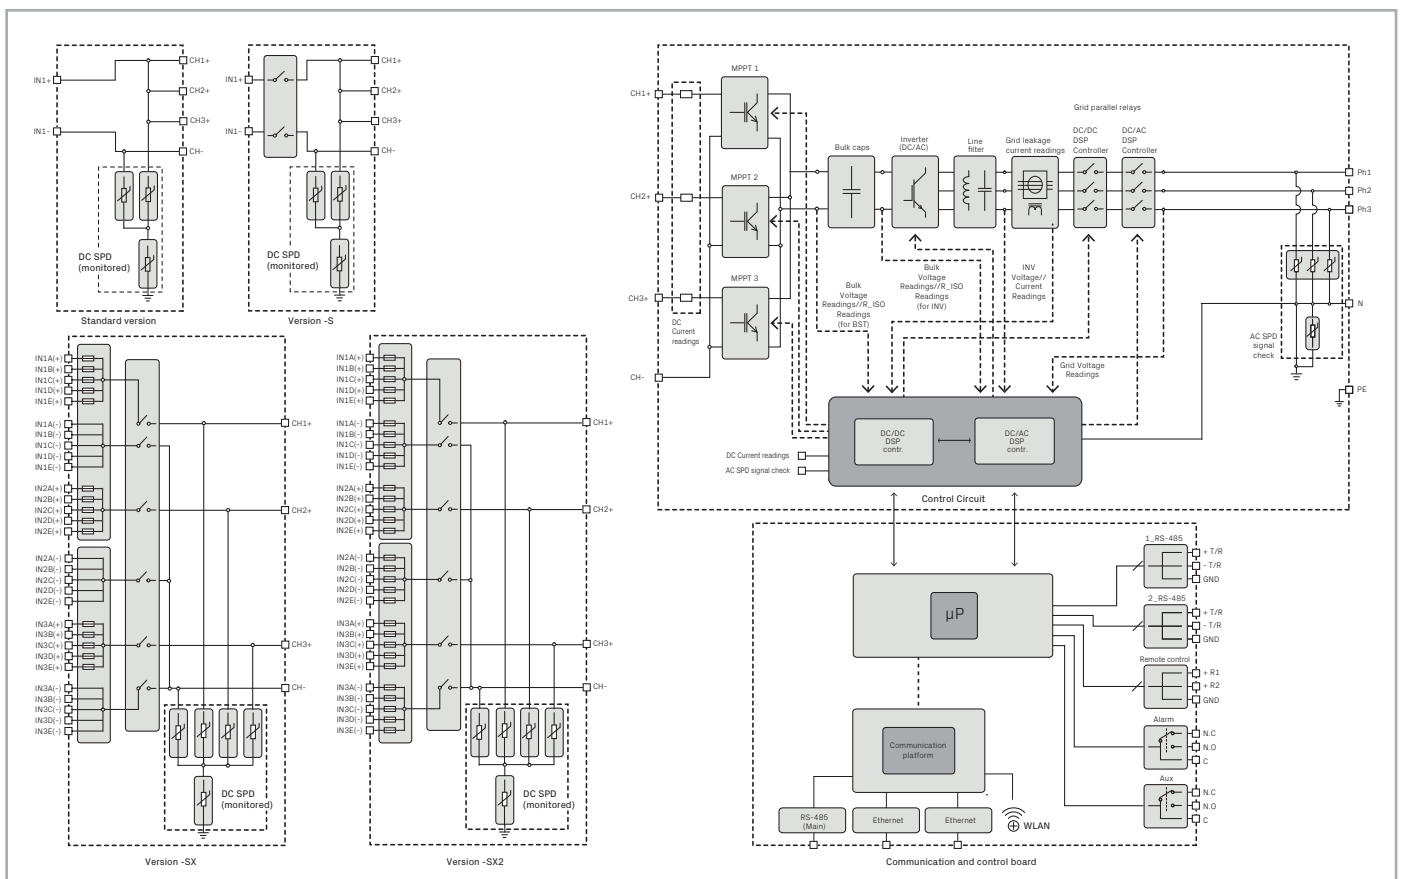 IN1+
IN1-
CH1+
CH2+
CH3+
CH-
DC SPD
(monitored)
Standard version
IN1+
IN1-
CH1+
CH2+
CH3+
CH-
DC SPD
(monitored)
Version -S
IN1A(+)
IN1B(+)
IN1C(+)
IN1D(+)
IN1E(+)
IN1A(-)
IN1B(-)
IN1C(-)
IN1D(-)
IN1E(-)
IN2A(+)
IN2B(+)
IN2C(+)
IN2D(+)
IN2E(+)
IN2A(-)
IN2B(-)
IN2C(-)
IN2D(-)
IN2E(-)
IN3A(+)
IN3B(+)
IN3C(+)
IN3D(+)
IN3E(+)
IN3A(-)
IN3B(-)
IN3C(-)
IN3D(-)
IN3E(-)
CH1+
CH2+
CH3+
CH-
DC SPD
(monitored)
Version -SX
IN1A(+)
IN1B(+)
IN1C(+)
IN1D(+)
IN1E(+)
IN1A(-)
IN1B(-)
IN1C(-)
IN1D(-)
IN1E(-)
IN2A(+)
IN2B(+)
IN2C(+)
IN2D(+)
IN2E(+)
IN2A(-)
IN2B(-)
IN2C(-)
IN2D(-)
IN2E(-)
IN3A(+)
IN3B(+)
IN3C(+)
IN3D(+)
IN3E(+)
IN3A(-)
IN3B(-)
IN3C(-)
IN3D(-)
IN3E(-)
CH1+
CH2+
CH3+
CH-
DC SPD
(monitored)
Version -SX2
CH1+
CH2+
CH3+
CH-
DC
Current
readings
MPPT 1
MPPT 2
MPPT 3
Bulk caps
Inverter
(DC/AC)
Line
filter
Grid leakage
current readings
Grid parallel relays
DC/DC
DSP
Controller
DC/AC
DSP
Controller
Ph1
Ph2
Ph3
N
PE
AC SPD
signal
check
Bulk
Voltage
Readings//R_ISO
Readings
(for BST)
Bulk
Voltage
Readings//R_ISO
Readings
(for INV)
INV
Voltage//
Current
Readings
Grid Voltage
Readings
DC/DC
DSP
contr.
DC/AC
DSP
contr.
DC Current readings
AC SPD signal check
Control Circuit
µP
Communication
platform
RS-485
(Main)
Ethernet
Ethernet
WLAN
1_RS-485
+ T/R
- T/R
GND
2_RS-485
+ T/R
- T/R
GND
Remote control
+ R1
+ R2
GND
Alarm
N.C
N.O
C
Aux
N.C
N.O
C
Communication and control board